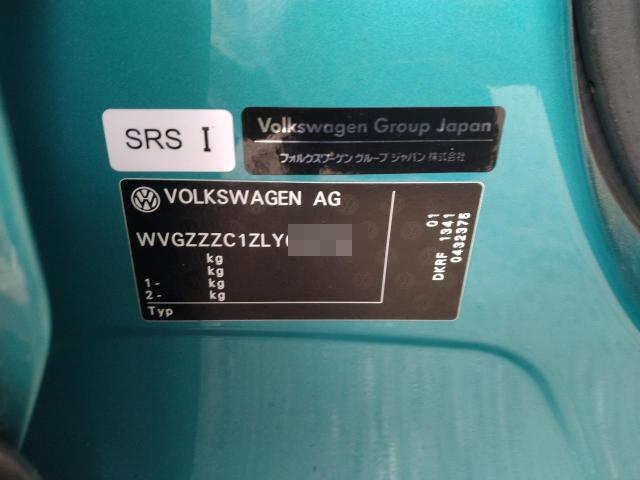 SRS I
Volkswagen Group Japan
フォルクスワーゲン グループ ジャパン 株式会社
VOLKSWAGEN AG
WVGZZZC1ZLY
kg
kg
1- kg
2- kg
Typ
01
DKRF 1341
0432375